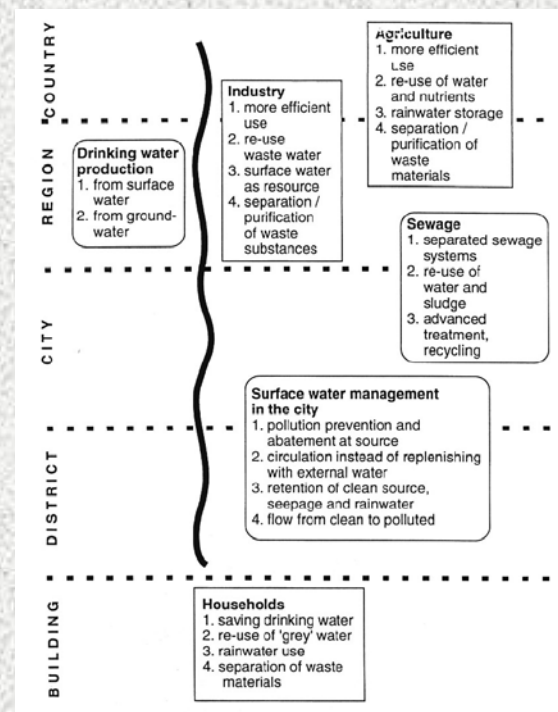 COUNTRY
Agriculture
1. more efficient
use
2. re-use of water
and nutrients
3. rainwater storage
4. separation /
purification of
waste
materials
Industry
1. more efficient
use
2. re-use
waste water
3. surface water
as resource
4. separation /
purification
of waste
substances
REGION
Drinking water
production
1. from surface
water
2. from ground-
water
Sewage
1. separated sewage
systems
2. re-use of
water and
sludge
3. advanced
treatment,
recycling
CITY
Surface water management
in the city
1. pollution prevention and
abatement at source
2. circulation instead of replenishing
with external water
3. retention of clean source,
seepage and rainwater
4. flow from clean to polluted
DISTRICT
BUILDING
Households
1. saving drinking water
2. re-use of 'grey' water
3. rainwater use
4. separation of waste
materials